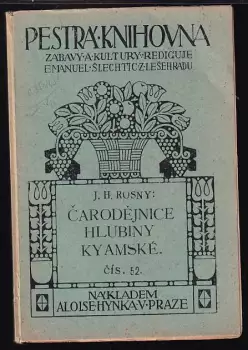 PESTRÁ·KNIHOVNA
ZÁBAVY·A·KULTURY·REDIGUJE
EMANUEL·ŠLECHTIC·Z·LEŠEHRADU
J. H. ROSNY:
ČARODĚJNICE
HLUBINY
KYAMSKÉ.
čís. 52.
NÁKLADEM
ALOISE·HYNKA·V·PRAZE